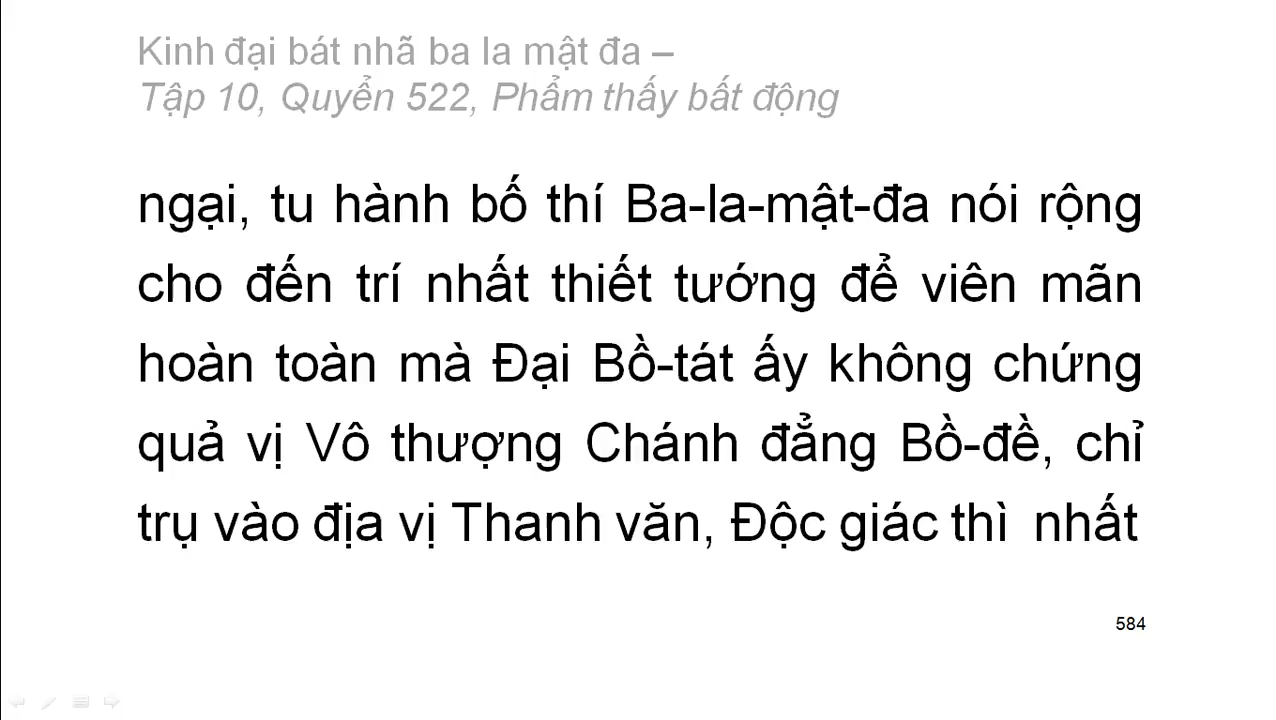 Kinh đại bát nhã ba la mật đa –
Tập 10, Quyển 522, Phẩm thấy bất động
ngại, tu hành bố thí Ba-la-mật-đa nói rộng
cho đến trí nhất thiết tướng để viên mãn
hoàn toàn mà Đại Bồ-tát ấy không chứng
quả vị Vô thượng Chánh đẳng Bồ-đề, chỉ
trụ vào địa vị Thanh văn, Độc giác thì nhất
584